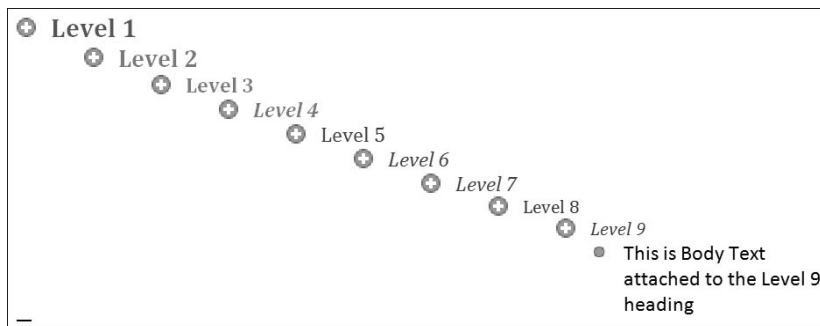 Level 1
Level 2
Level 3
Level 4
Level 5
Level 6
Level 7
Level 8
Level 9
This is Body Text
attached to the Level 9
heading